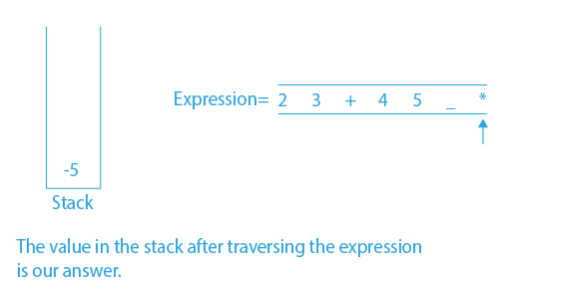 Expression= 2 3 + 4 5 _ *
-5
Stack
The value in the stack after traversing the expression
is our answer.